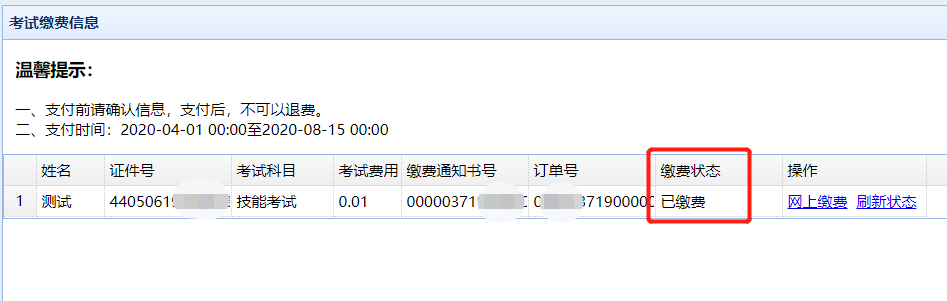 考试缴费信息
温馨提示：
一、支付前请确认信息，支付后，不可以退费。
二、支付时间：2020-04-01 00:00至2020-08-15 00:00
姓名 证件号 考试科目 考试费用 缴费通知书号 订单号 缴费状态 操作
1 测试 44050619 技能考试 0.01 00000371 0 3719000 已缴费 网上缴费 刷新状态